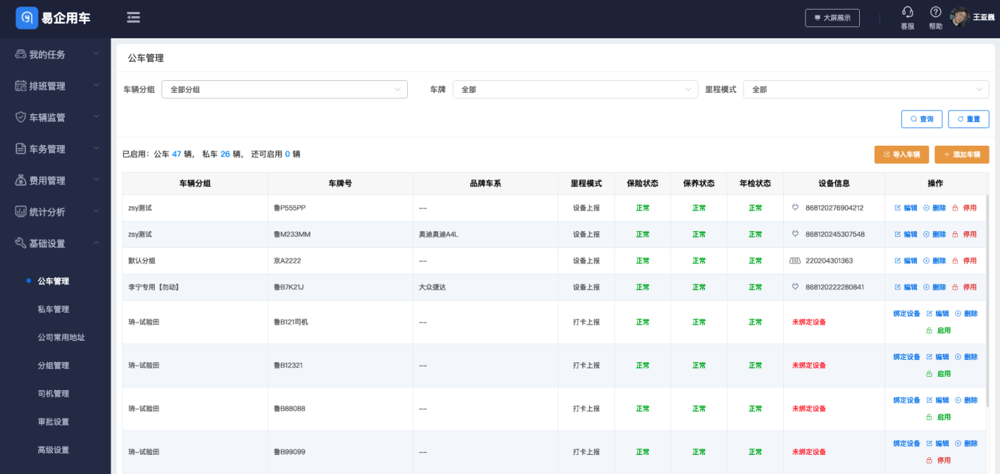 易企用车
大屏展示
客服
帮助
王亚巍
我的任务
排班管理
车辆监管
车务管理
费用管理
统计分析
基础设置
公车管理
私车管理
公司常用地址
分组管理
司机管理
审批设置
高级设置
公车管理
车辆分组 全部分组 车牌 全部 里程模式 全部
查询 重置
已启用：公车 47 辆， 私车 26 辆， 还可启用 0 辆
导入车辆 添加车辆
车辆分组 车牌号 品牌车系 里程模式 保险状态 保养状态 年检状态 设备信息 操作
zsy测试 鲁P555PP -- 设备上报 正常 正常 正常 868120276904212 编辑 删除 停用
zsy测试 鲁M233MM 奥迪奥迪A4L 设备上报 正常 正常 正常 868120245307548 编辑 删除 停用
默认分组 京A2222 -- 设备上报 正常 正常 正常 220204301363 编辑 删除 停用
李宁专用【勿动】 鲁B7K21J 大众捷达 设备上报 正常 正常 正常 868120222280841 编辑 删除 停用
-试验田 鲁B121司机 -- 打卡上报 正常 正常 正常 未绑定设备 绑定设备 编辑 删除
启用
-试验田 鲁B12321 -- 打卡上报 正常 正常 正常 未绑定设备 绑定设备 编辑 删除
启用
-试验田 鲁B88088 -- 打卡上报 正常 正常 正常 未绑定设备 绑定设备 编辑 删除
启用
-试验田 鲁B99099 -- 打卡上报 正常 正常 正常 未绑定设备 绑定设备 编辑 删除
停用